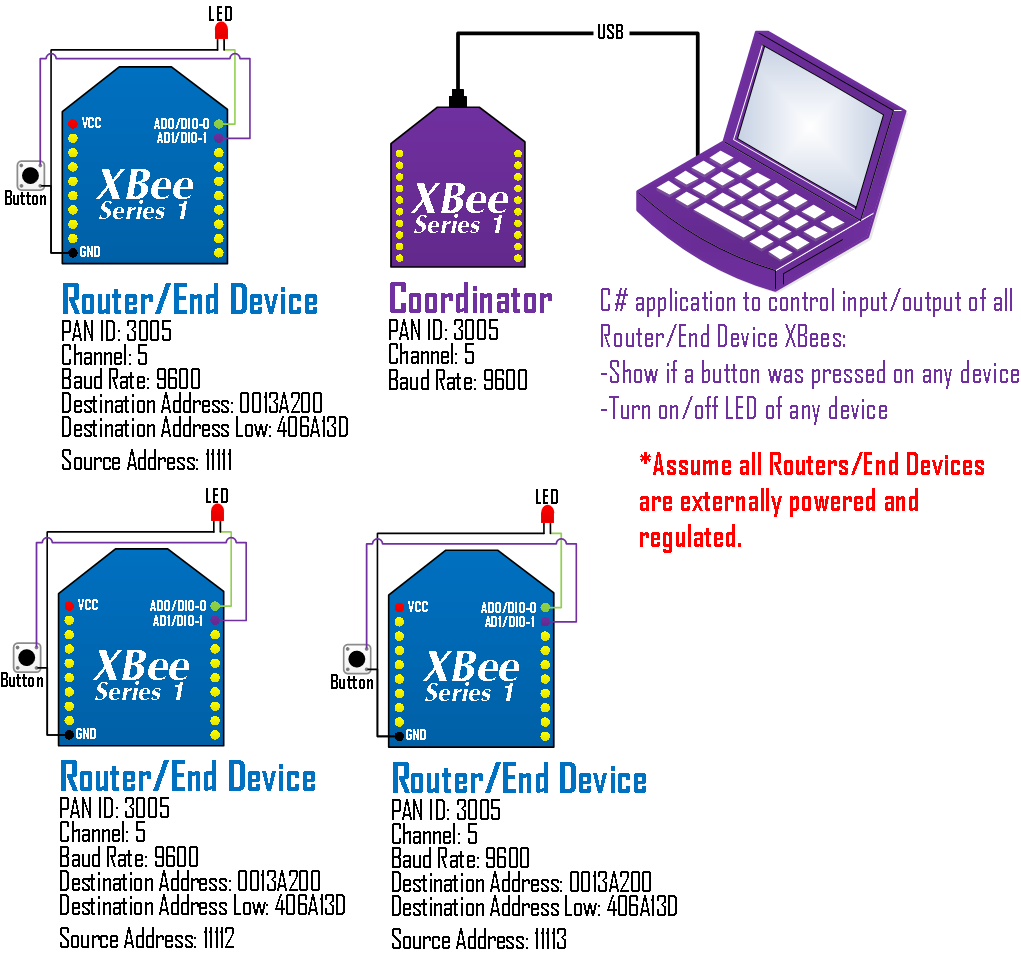 LED
VCC
AD0/DIO-0
AD1/DIO-1
XBee
Series 1
Button
GND
Router/End Device
PAN ID: 3005
Channel: 5
Baud Rate: 9600
Destination Address: 0013A200
Destination Address Low: 406A13D
Source Address: 11111
USB
XBee
Series 1
Coordinator
PAN ID: 3005
Channel: 5
Baud Rate: 9600
C# application to control input/output of all
Router/End Device XBees:
-Show if a button was pressed on any device
-Turn on/off LED of any device
*Assume all Routers/End Devices
are externally powered and
regulated.
LED
VCC
AD0/DIO-0
AD1/DIO-1
XBee
Series 1
Button
GND
Router/End Device
PAN ID: 3005
Channel: 5
Baud Rate: 9600
Destination Address: 0013A200
Destination Address Low: 406A13D
Source Address: 11112
LED
VCC
AD0/DIO-0
AD1/DIO-1
XBee
Series 1
Button
GND
Router/End Device
PAN ID: 3005
Channel: 5
Baud Rate: 9600
Destination Address: 0013A200
Destination Address Low: 406A13D
Source Address: 11113